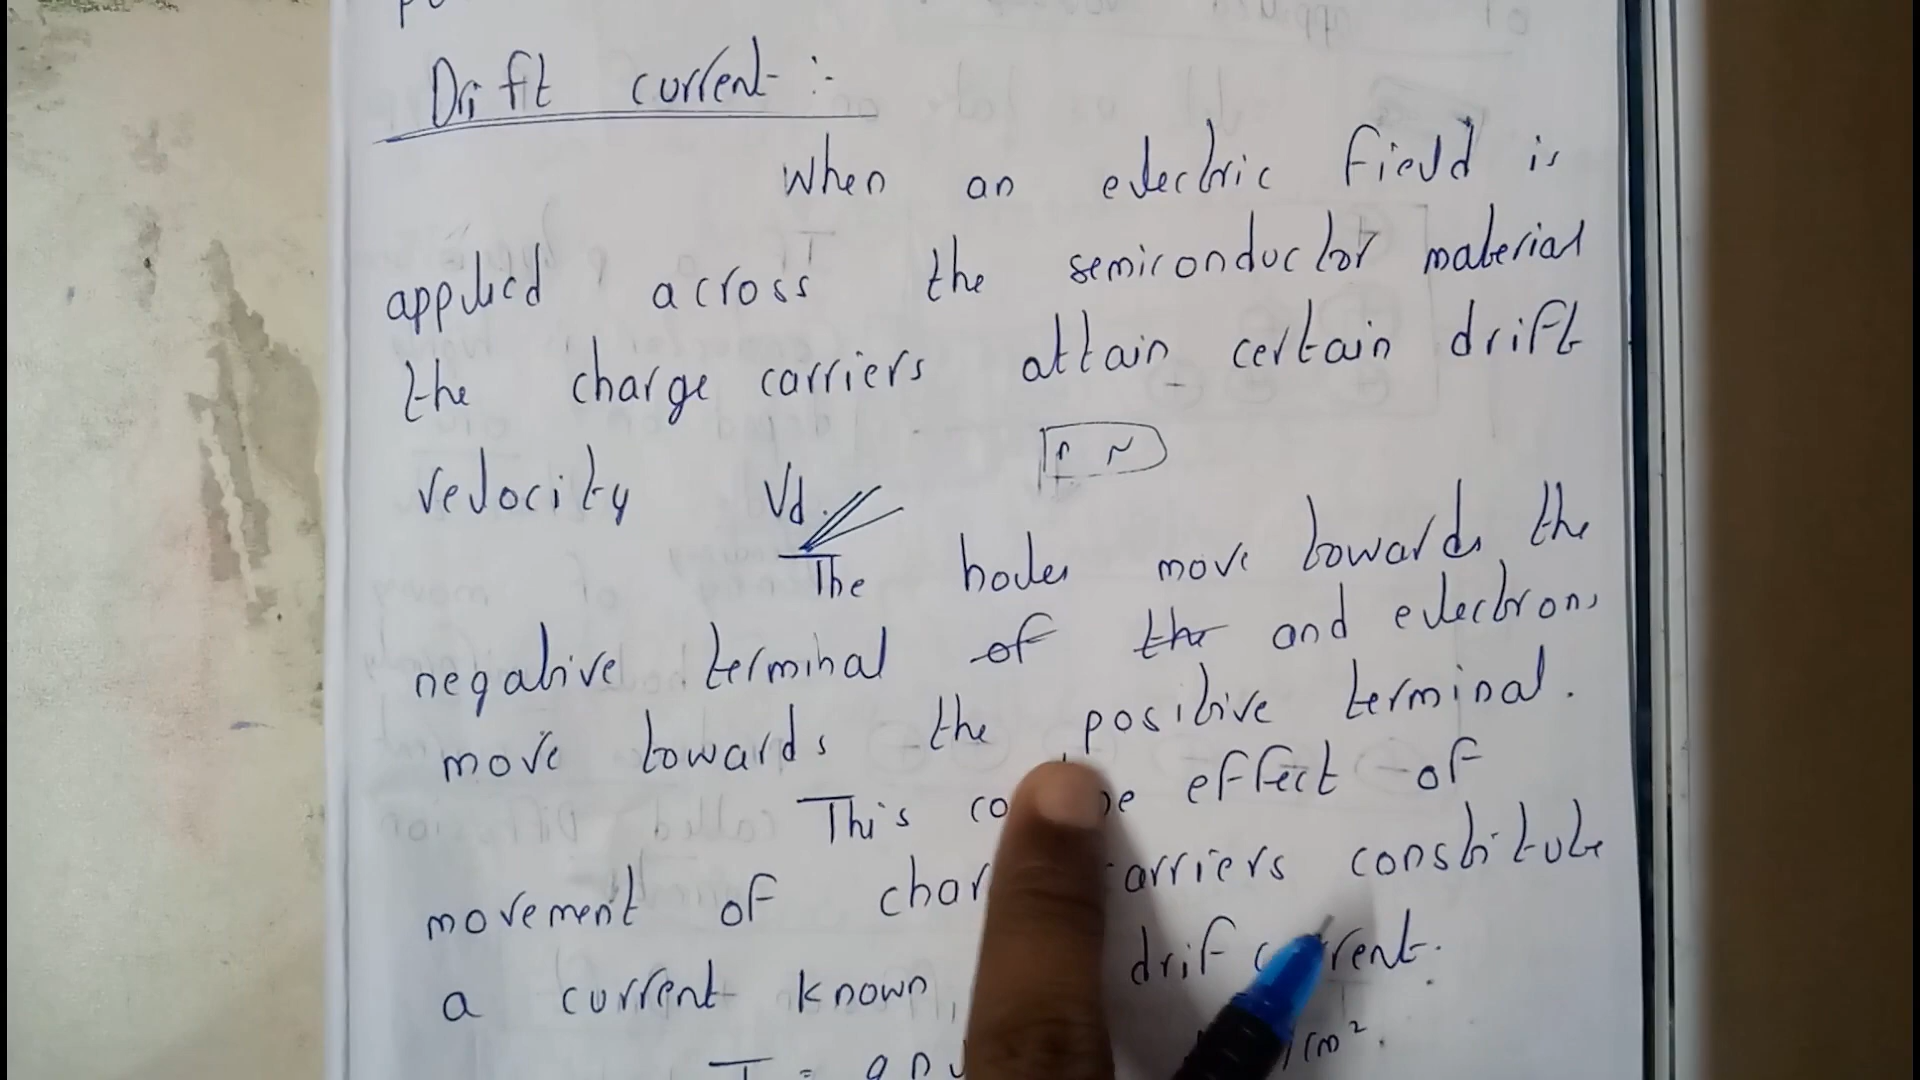 Drift current :-
When an electric field is
applied across the semiconductor material
the charge carriers attain certain drift
velocity Vd.
The holes move towards the
negative terminal of the and electrons
move towards the positive terminal.
This effect of
movement of carriers constitute
a current known drif current.